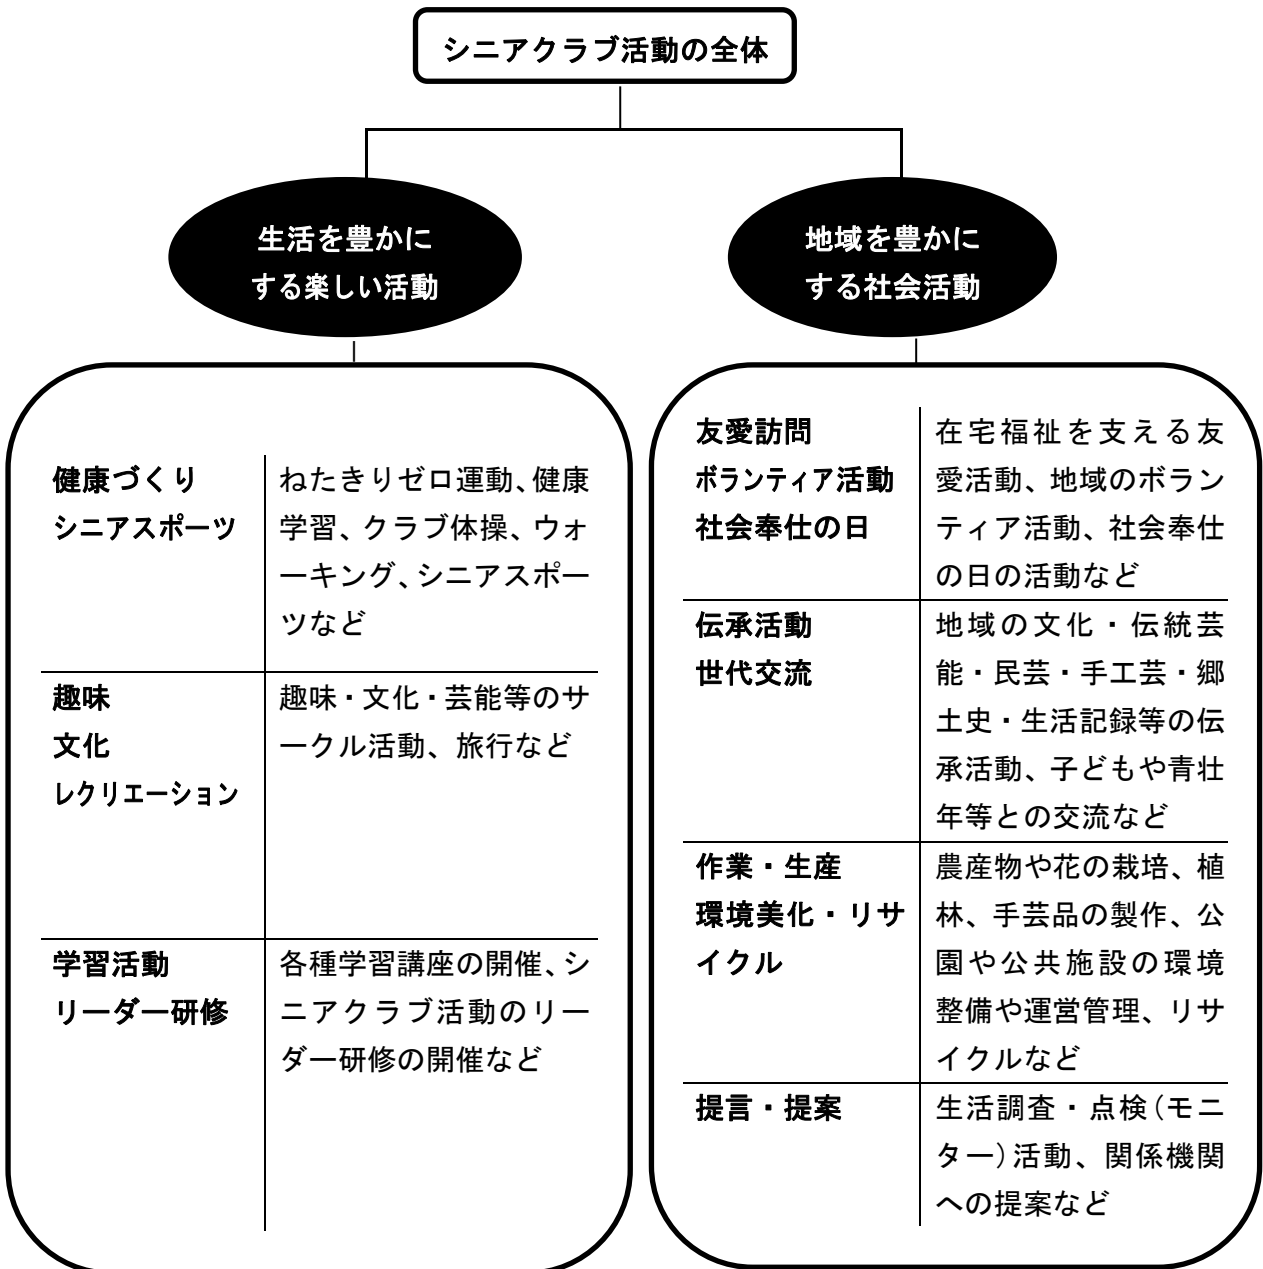 シニアクラブ活動の全体
生活を豊かに
する楽しい活動
地域を豊かに
する社会活動
健康づくり
シニアスポーツ
ねたきりゼロ運動、健康
学習、クラブ体操、ウォ
ーキング、シニアスポー
ツなど
趣味
文化
レクリエーション
趣味・文化・芸能等のサ
ークル活動、旅行など
学習活動
リーダー研修
各種学習講座の開催、シ
ニアクラブ活動のリー
ダー研修の開催など
友愛訪問
ボランティア活動
社会奉仕の日
在宅福祉を支える友
愛活動、地域のボラン
ティア活動、社会奉仕
の日の活動など
伝承活動
世代交流
地域の文化・伝統芸
能・民芸・手工芸・郷
土史・生活記録等の伝
承活動、子どもや青壮
年等との交流など
作業・生産
環境美化・リサ
イクル
農産物や花の栽培、植
林、手芸品の製作、公
園や公共施設の環境
整備や運営管理、リサ
イクルなど
提言・提案
生活調査・点検(モニ
ター)活動、関係機関
への提案など